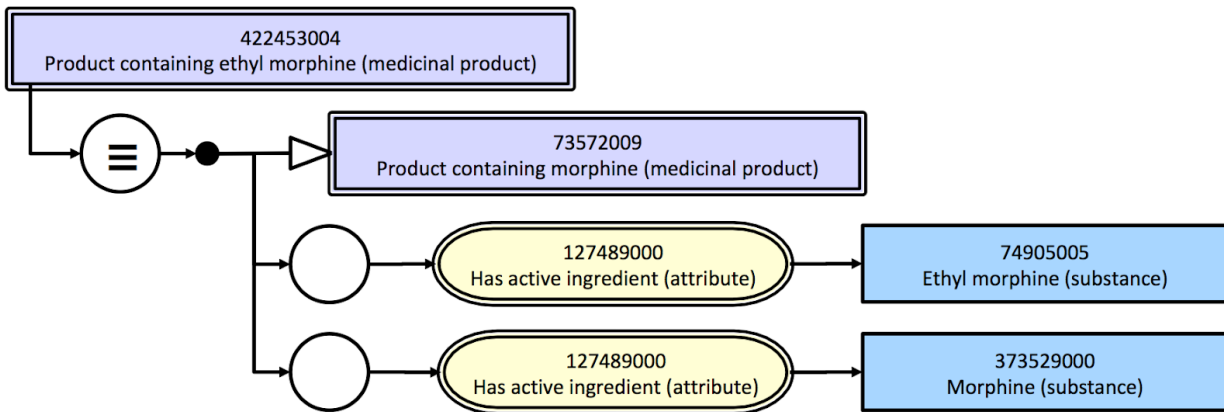 422453004
Product containing ethyl morphine (medicinal product)
73572009
Product containing morphine (medicinal product)
127489000
Has active ingredient (attribute)
74905005
Ethyl morphine (substance)
127489000
Has active ingredient (attribute)
373529000
Morphine (substance)